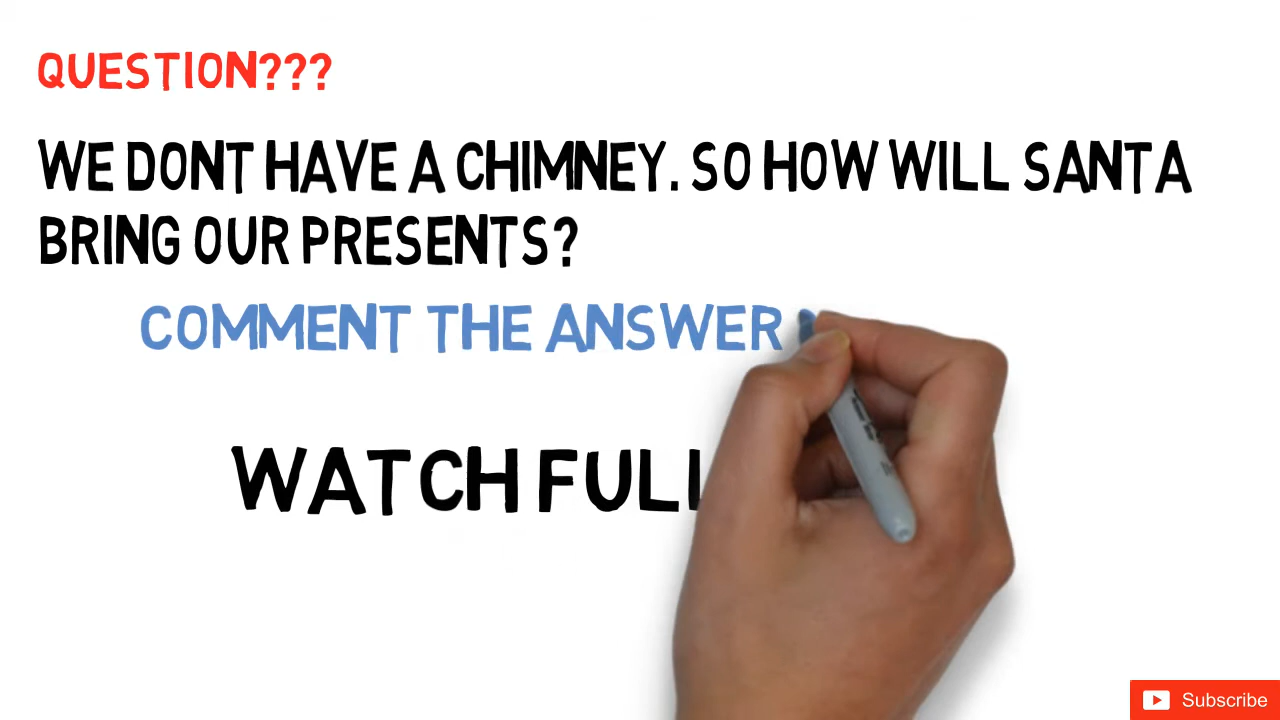 QUESTION???
WE DONT HAVE A CHIMNEY. SO HOW WILL SANTA
BRING OUR PRESENTS?
COMMENT THE ANSWER
WATCH FULL
Subscribe